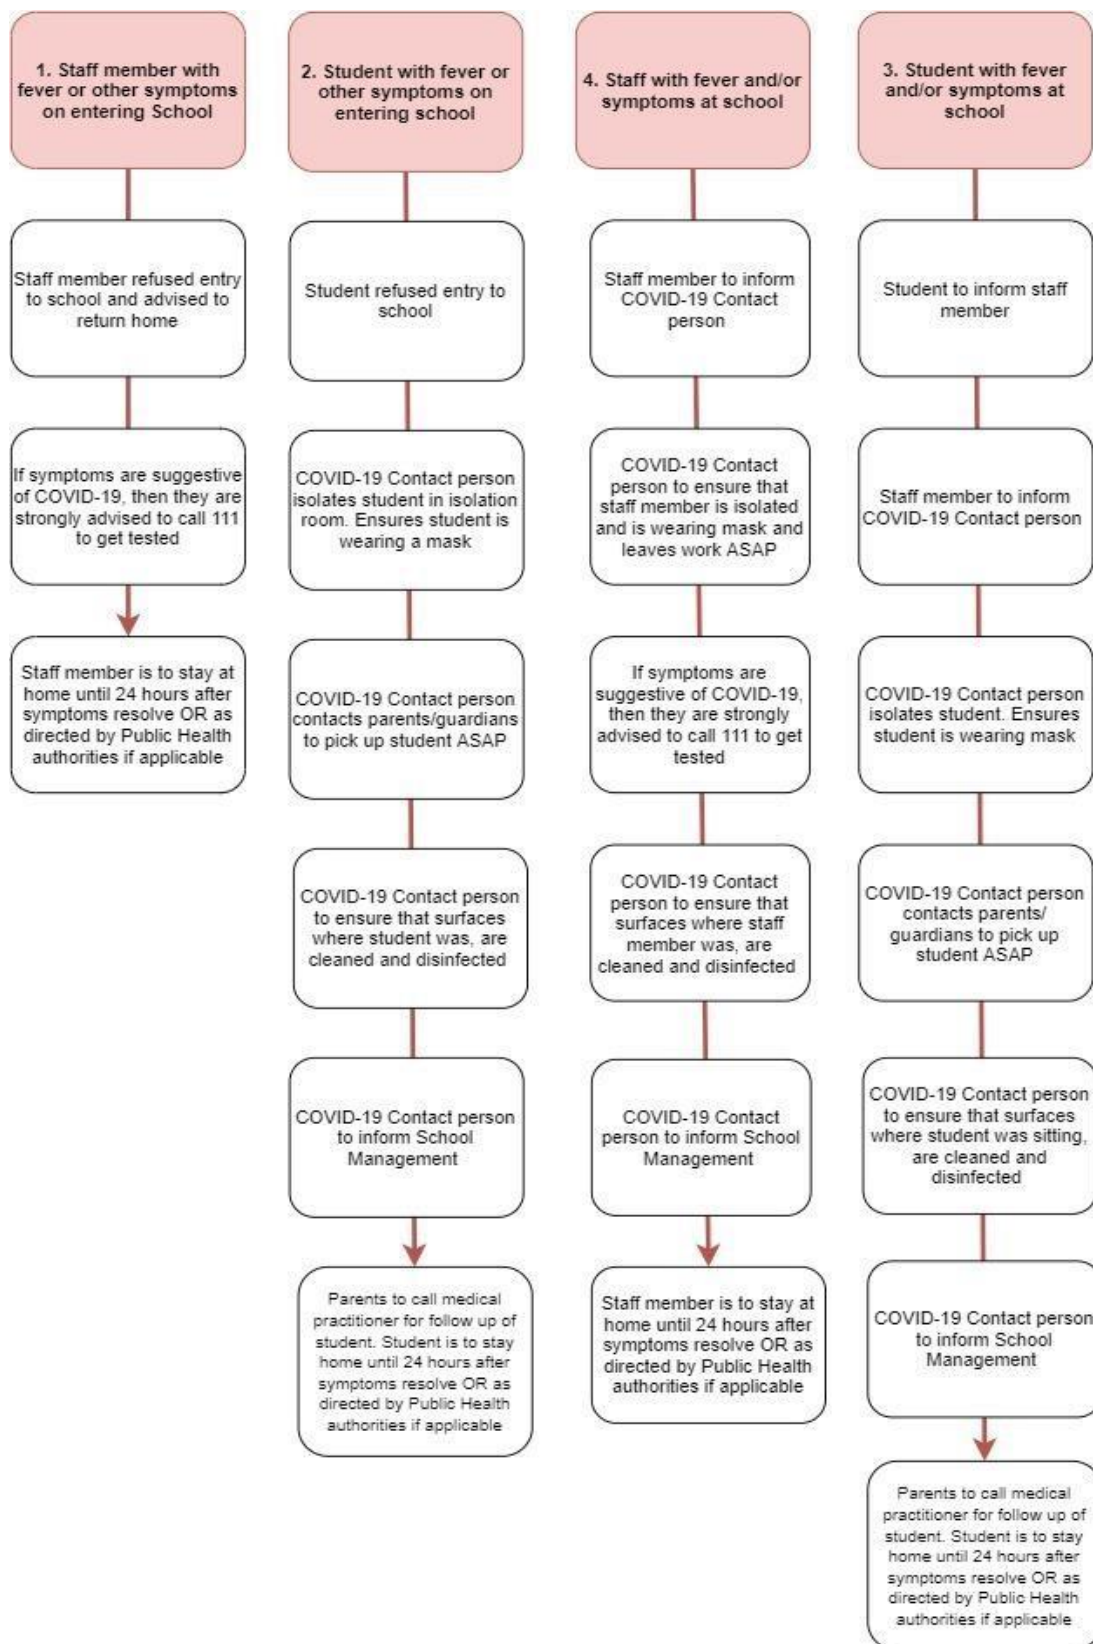 1. Staff member with
fever or other symptoms
on entering School
Staff member refused entry
to school and advised to
return home
If symptoms are suggestive
of COVID-19, then they are
strongly advised to call 111
to get tested
Staff member is to stay at
home until 24 hours after
symptoms resolve OR as
directed by Public Health
authorities if applicable
2. Student with fever or
other symptoms on
entering school
Student refused entry to
school
COVID-19 Contact person
isolates student in isolation
room. Ensures student is
wearing a mask
COVID-19 Contact person
contacts parents/guardians
to pick up student ASAP
COVID-19 Contact person
to ensure that surfaces
where student was, are
cleaned and disinfected
COVID-19 Contact person
to inform School
Management
Parents to call medical
practitioner for follow up of
student. Student is to stay
home until 24 hours after
symptoms resolve OR as
directed by Public Health
authorities if applicable
4. Staff with fever and/or
symptoms at school
Staff member to inform
COVID-19 Contact
person
COVID-19 Contact
person to ensure that
staff member is isolated
and is wearing mask and
leaves work ASAP
If symptoms are
suggestive of COVID-19,
then they are strongly
advised to call 111 to get
tested
COVID-19 Contact
person to ensure that
surfaces where staff
member was, are
cleaned and disinfected
COVID-19 Contact
person to inform School
Management
Staff member is to stay at
home until 24 hours after
symptoms resolve OR as
directed by Public Health
authorities if applicable
3. Student with fever
and/or symptoms at
school
Student to inform staff
member
Staff member to inform
COVID-19 Contact person
COVID-19 Contact person
isolates student. Ensures
student is wearing mask
COVID-19 Contact person
contacts parents/
guardians to pick up
student ASAP
COVID-19 Contact person
to ensure that surfaces
where student was sitting,
are cleaned and
disinfected
COVID-19 Contact person
to inform School
Management
Parents to call medical
practitioner for follow up of
student. Student is to stay
home until 24 hours after
symptoms resolve OR as
directed by Public Health
authorities if applicable